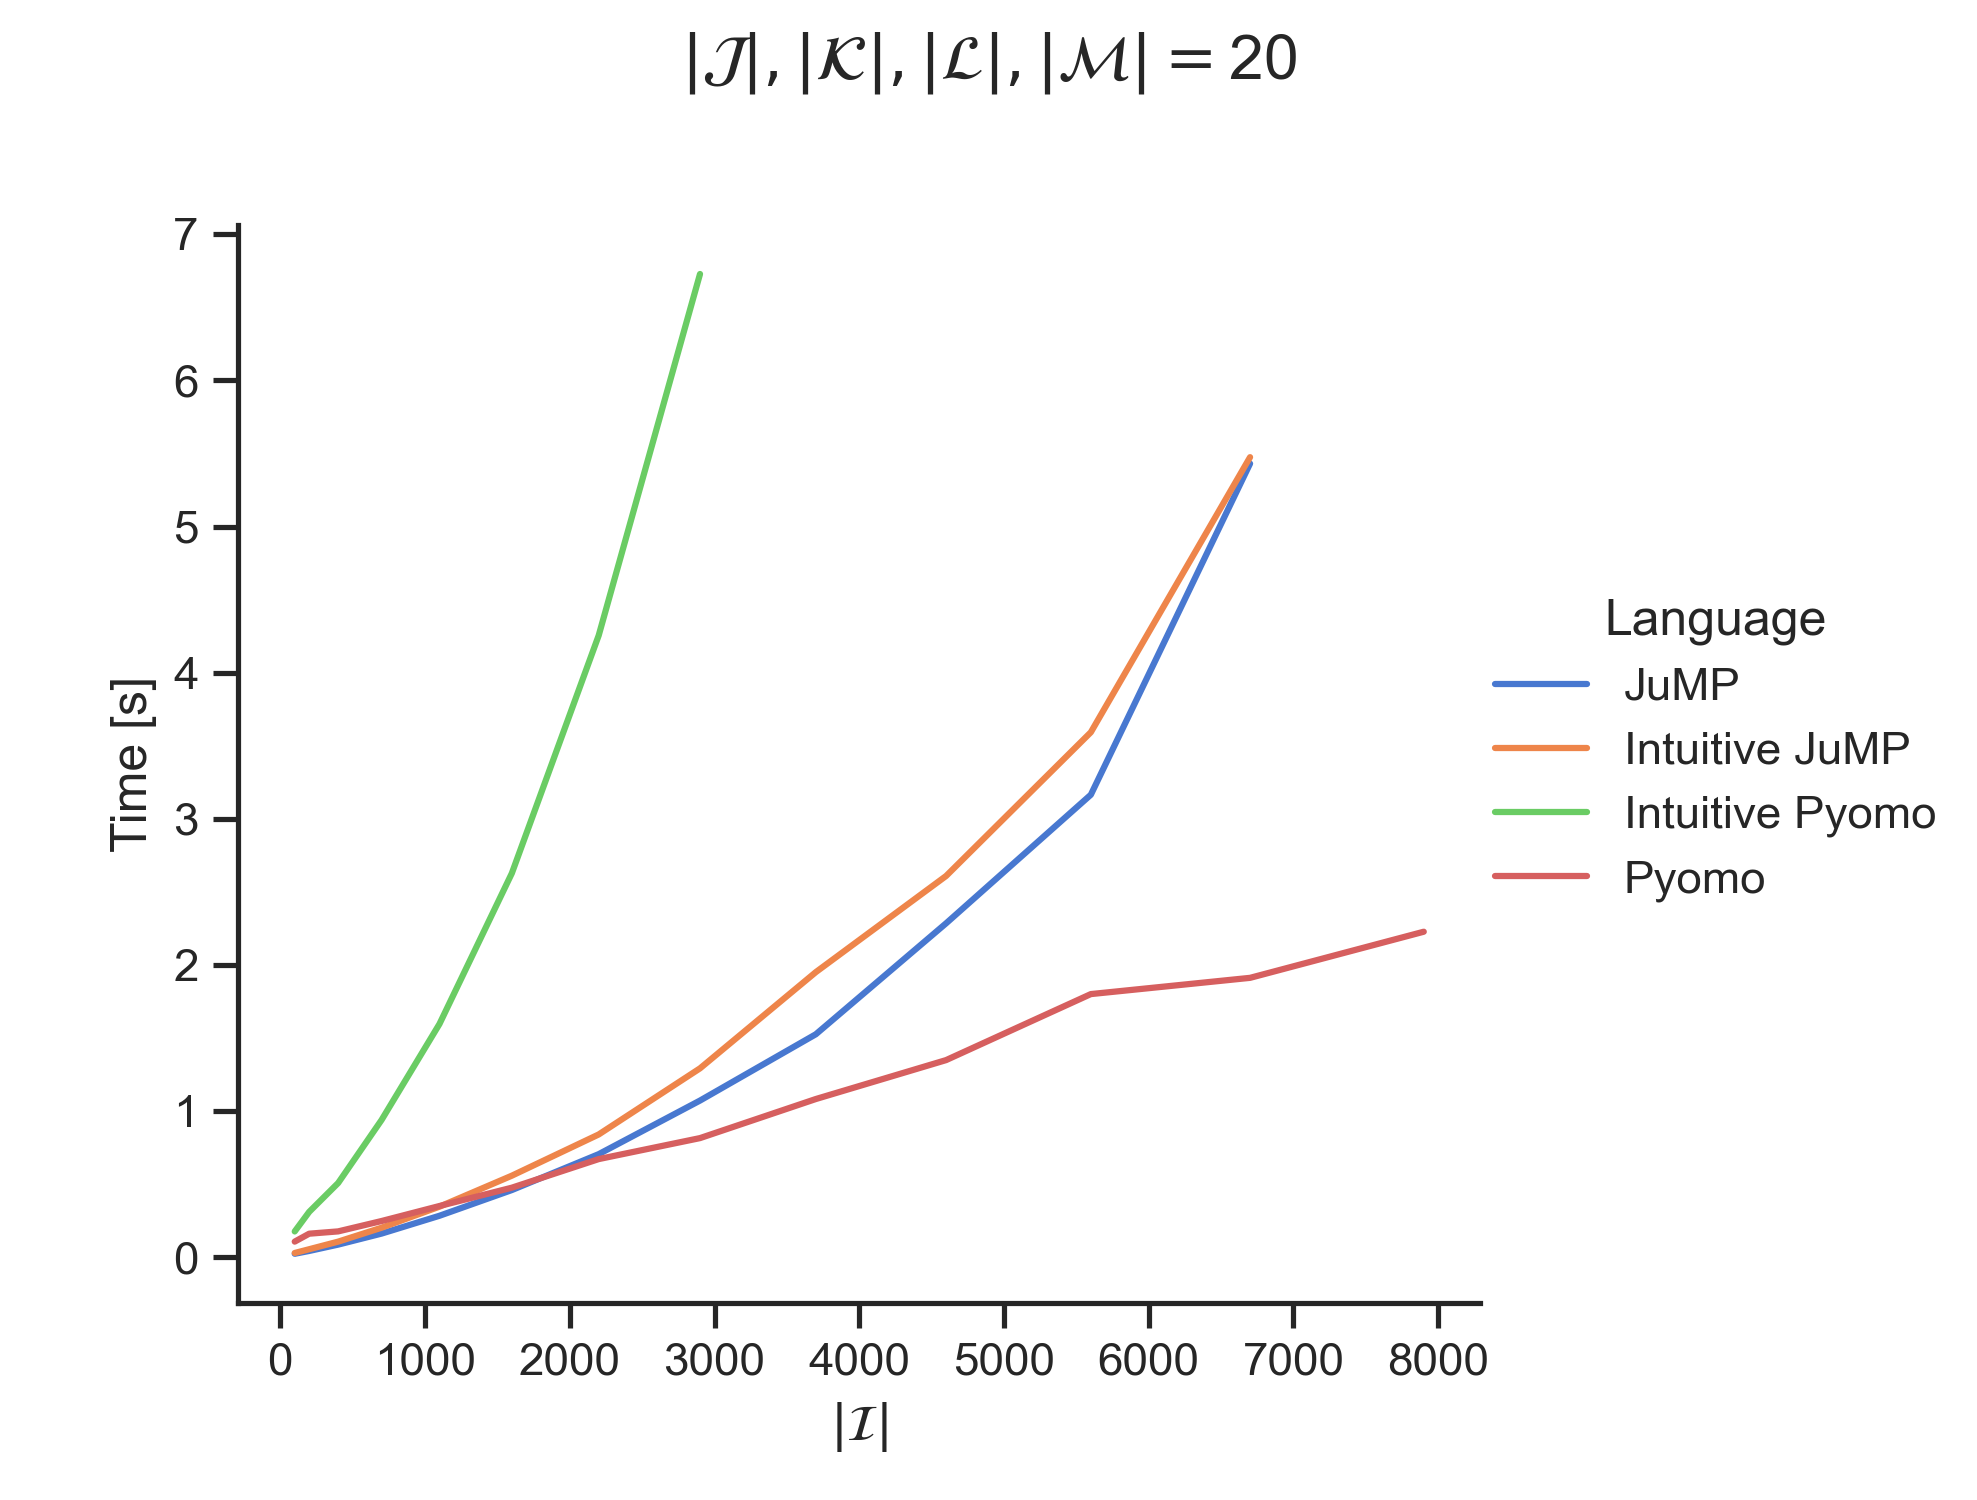 |𝒥|, |𝒦|, |ℒ|, |ℳ| = 20
7
6
5
4
3
2
1
0
Time [s]
0 1000 2000 3000 4000 5000 6000 7000 8000
|ℐ|
Language
JuMP
Intuitive JuMP
Intuitive Pyomo
Pyomo